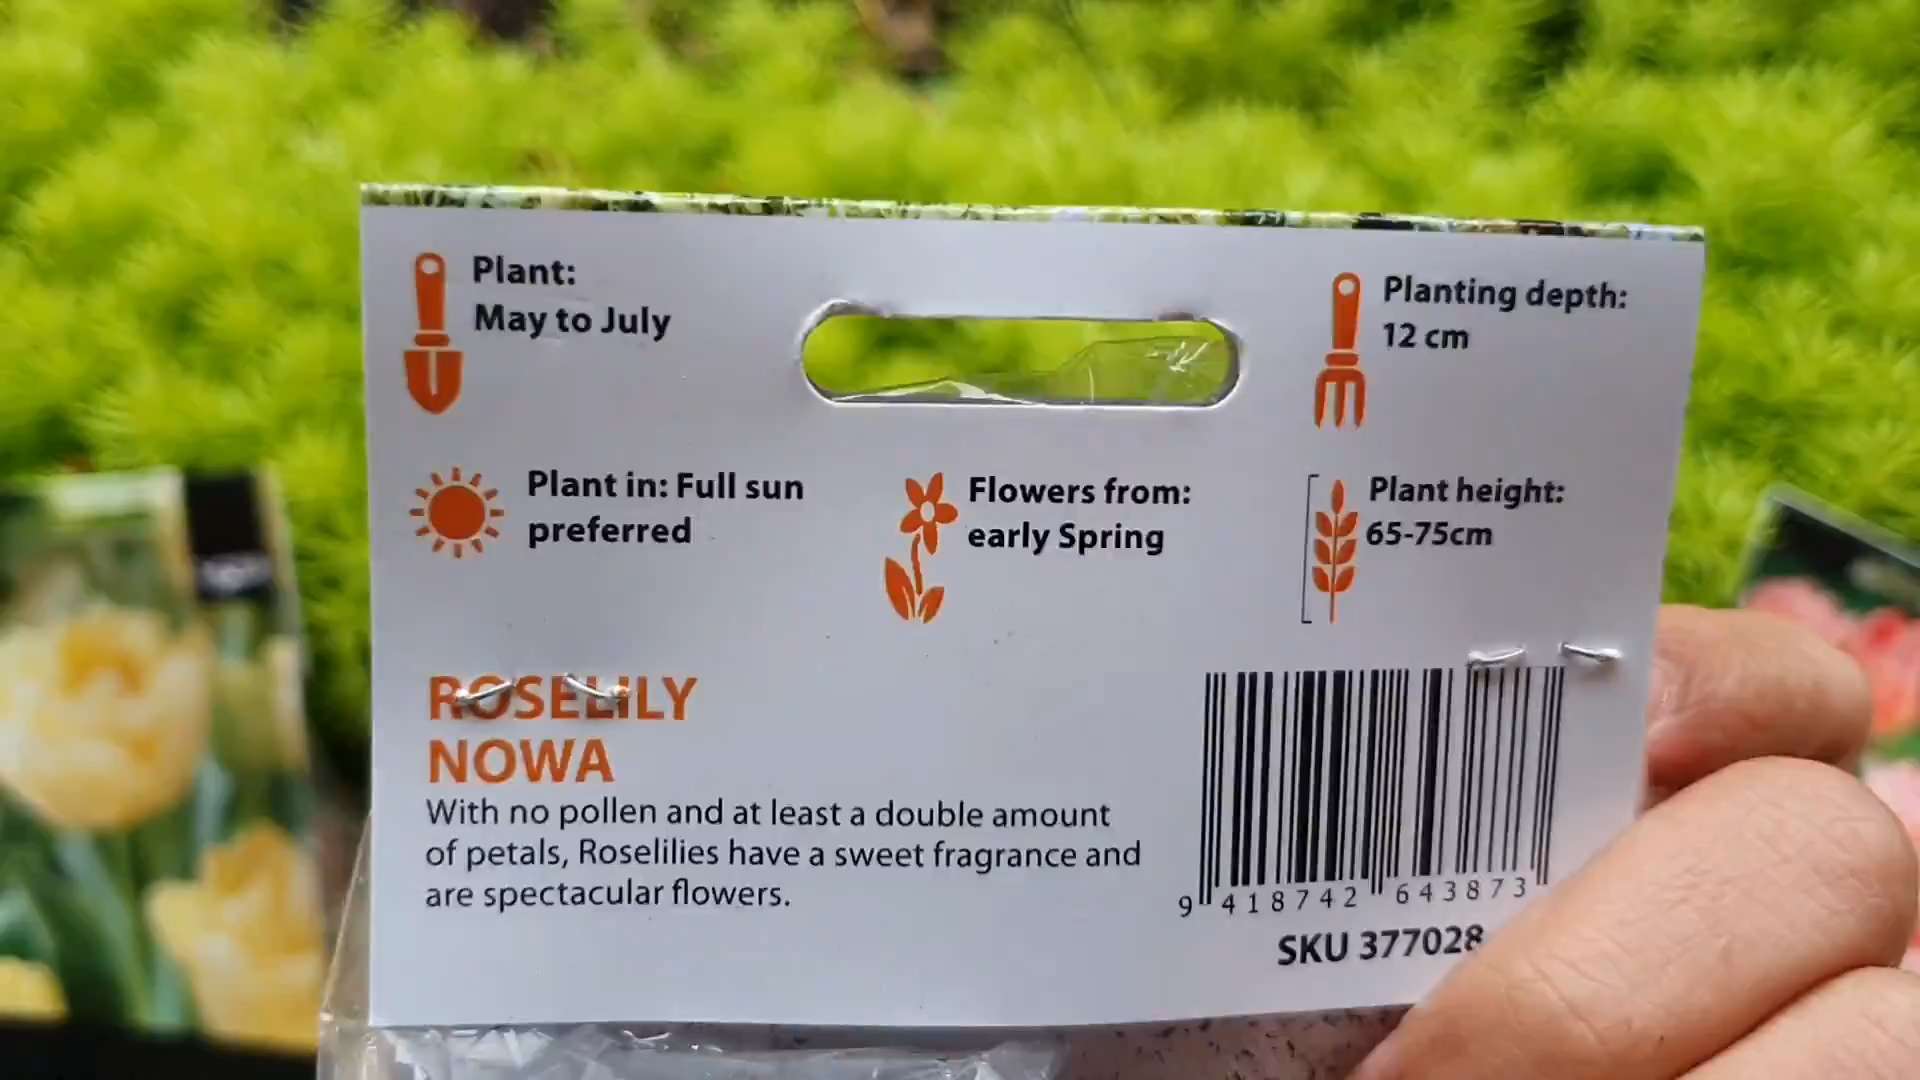 Plant:
May to July
Planting depth:
12 cm
Plant in: Full sun
preferred
Flowers from:
early Spring
Plant height:
65-75cm
ROSELILY
NOWA
With no pollen and at least a double amount
of petals, Roselilies have a sweet fragrance and
are spectacular flowers.
9 418742 643873
SKU 377028